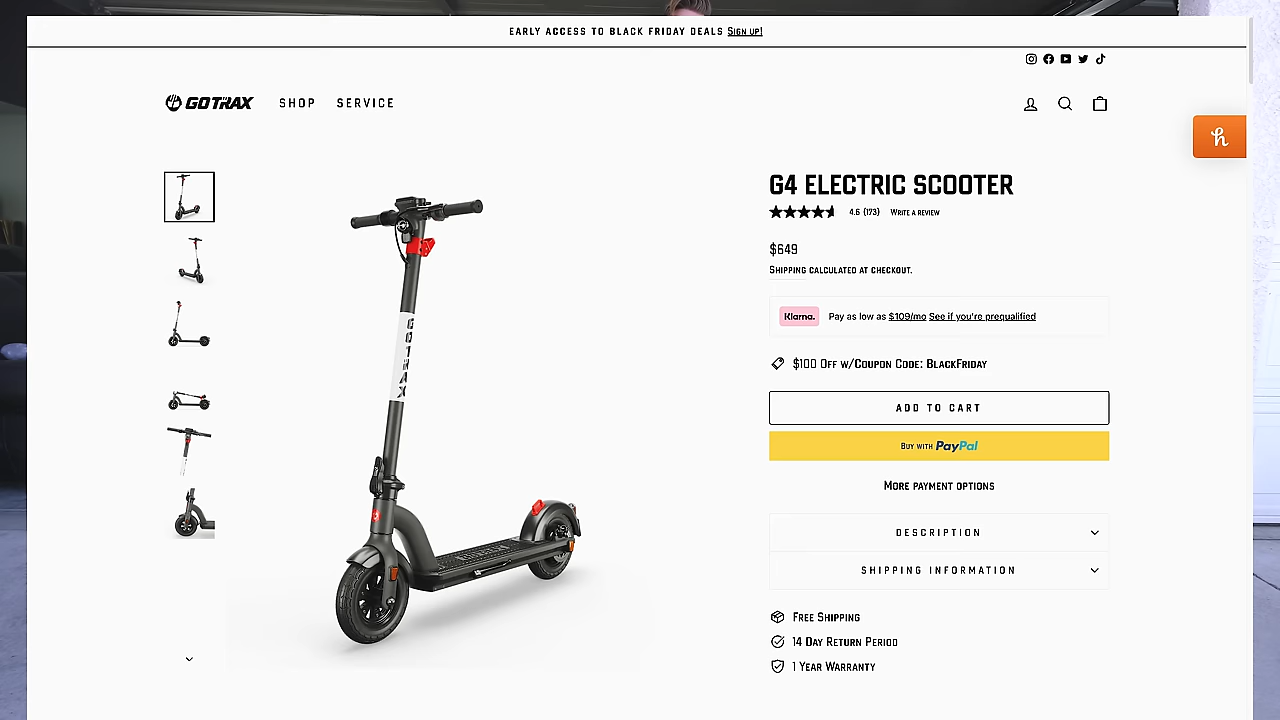 EARLY ACCESS TO BLACK FRIDAY DEALS Sign up!
GOTRAX SHOP SERVICE
G4 ELECTRIC SCOOTER
4.6 (173) Write a review
$649
Shipping calculated at checkout.
Klarna. Pay as low as $109/mo See if you're prequalified
$100 Off w/Coupon Code: BlackFriday
ADD TO CART
Buy with PayPal
More payment options
DESCRIPTION
SHIPPING INFORMATION
Free Shipping
14 Day Return Period
1 Year Warranty
GOTRAX